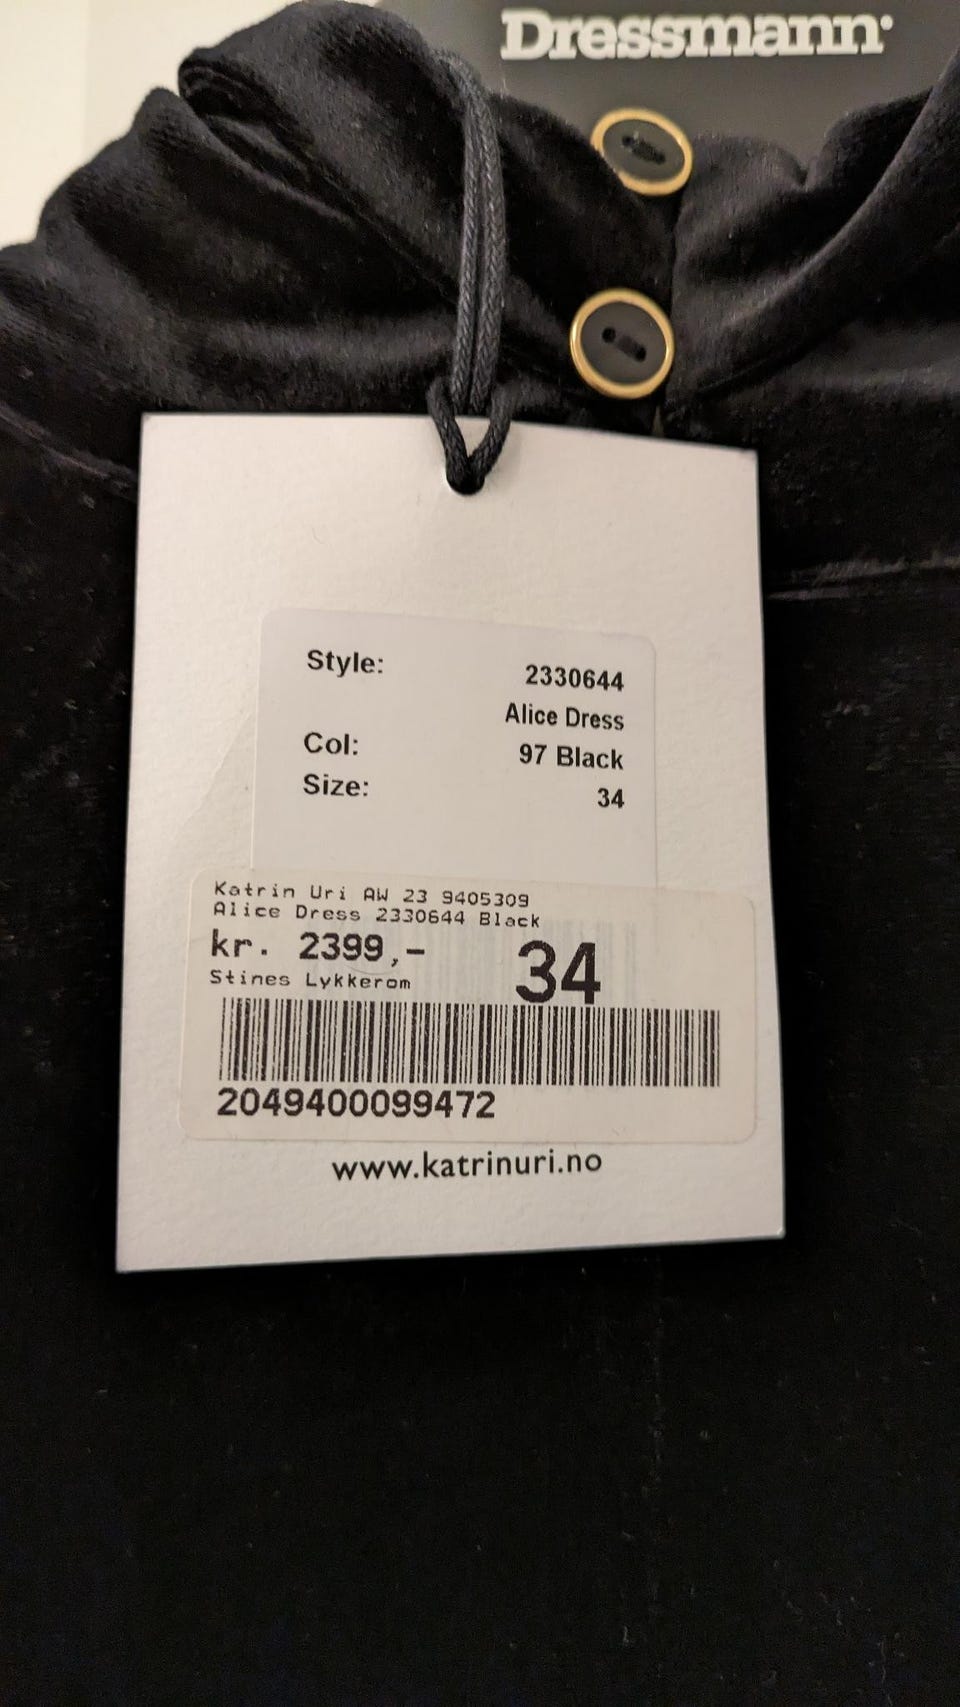 Dressmann
Style: 2330644
Alice Dress
Col: 97 Black
Size: 34
Katrin Uri AW 23 9405309
Alice Dress 2330644 Black
kr. 2399,- 34
Stines Lykkerom
2049400099472
www.katrinuri.no